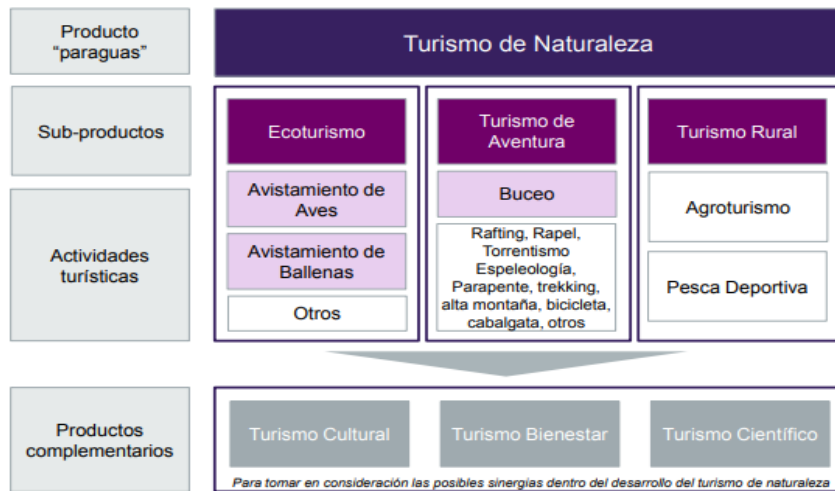 Producto
“paraguas”
Turismo de Naturaleza
Sub-productos
Ecoturismo
Turismo de
Aventura
Turismo Rural
Actividades
turísticas
Avistamiento de
Aves
Avistamiento de
Ballenas
Otros
Buceo
Rafting, Rapel,
Torrentismo
Espeleología,
Parapente, trekking,
alta montaña, bicicleta,
cabalgata, otros
Agroturismo
Pesca Deportiva
Productos
complementarios
Turismo Cultural
Turismo Bienestar
Turismo Científico
Para tomar en consideración las posibles sinergias dentro del desarrollo del turismo de naturaleza